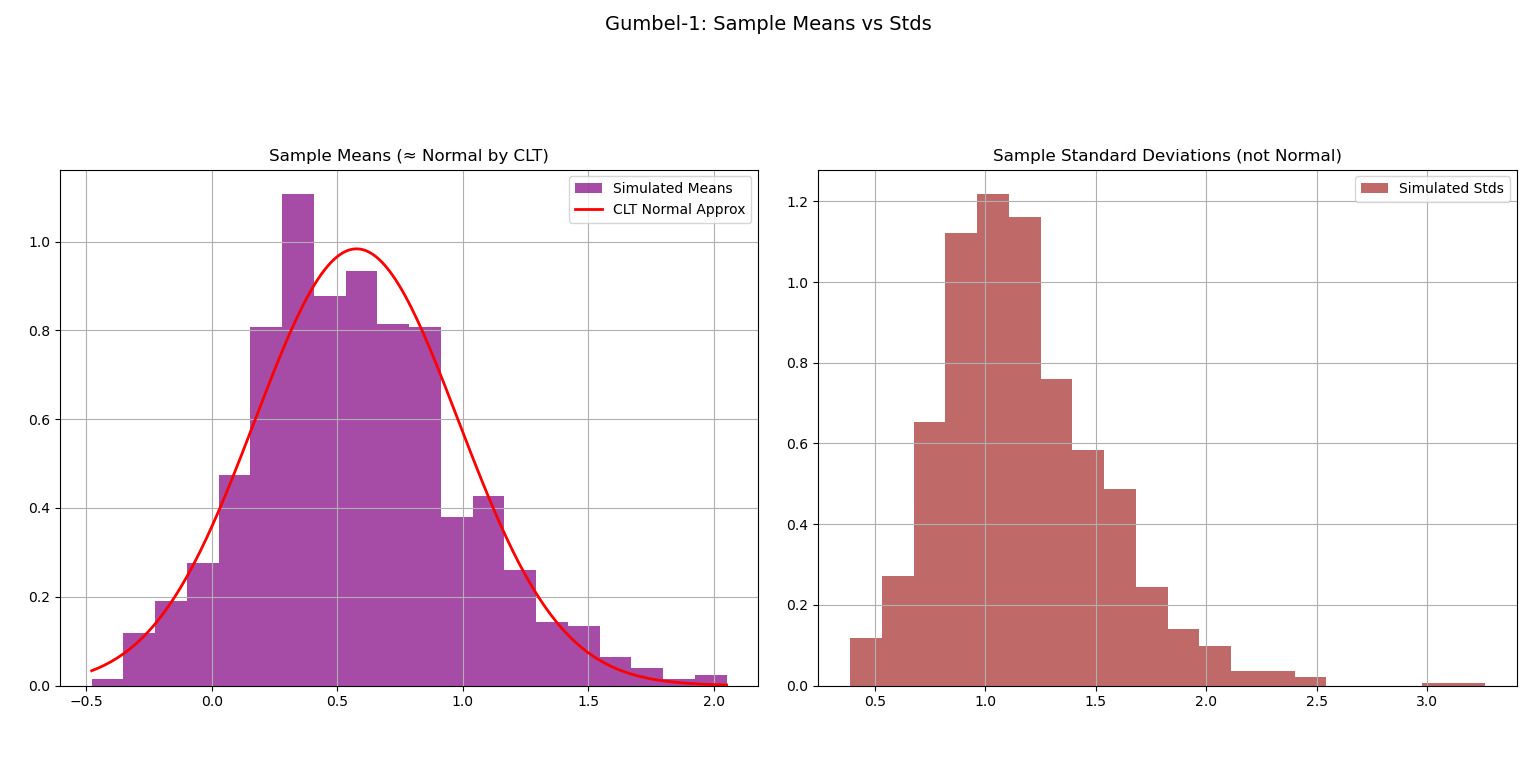 Gumbel-1: Sample Means vs Stds
Sample Means (≈ Normal by CLT)
Simulated Means
CLT Normal Approx
1.0
0.8
0.6
0.4
0.2
0.0
−0.5 0.0 0.5 1.0 1.5 2.0
Sample Standard Deviations (not Normal)
Simulated Stds
1.2
1.0
0.8
0.6
0.4
0.2
0.0
0.5 1.0 1.5 2.0 2.5 3.0